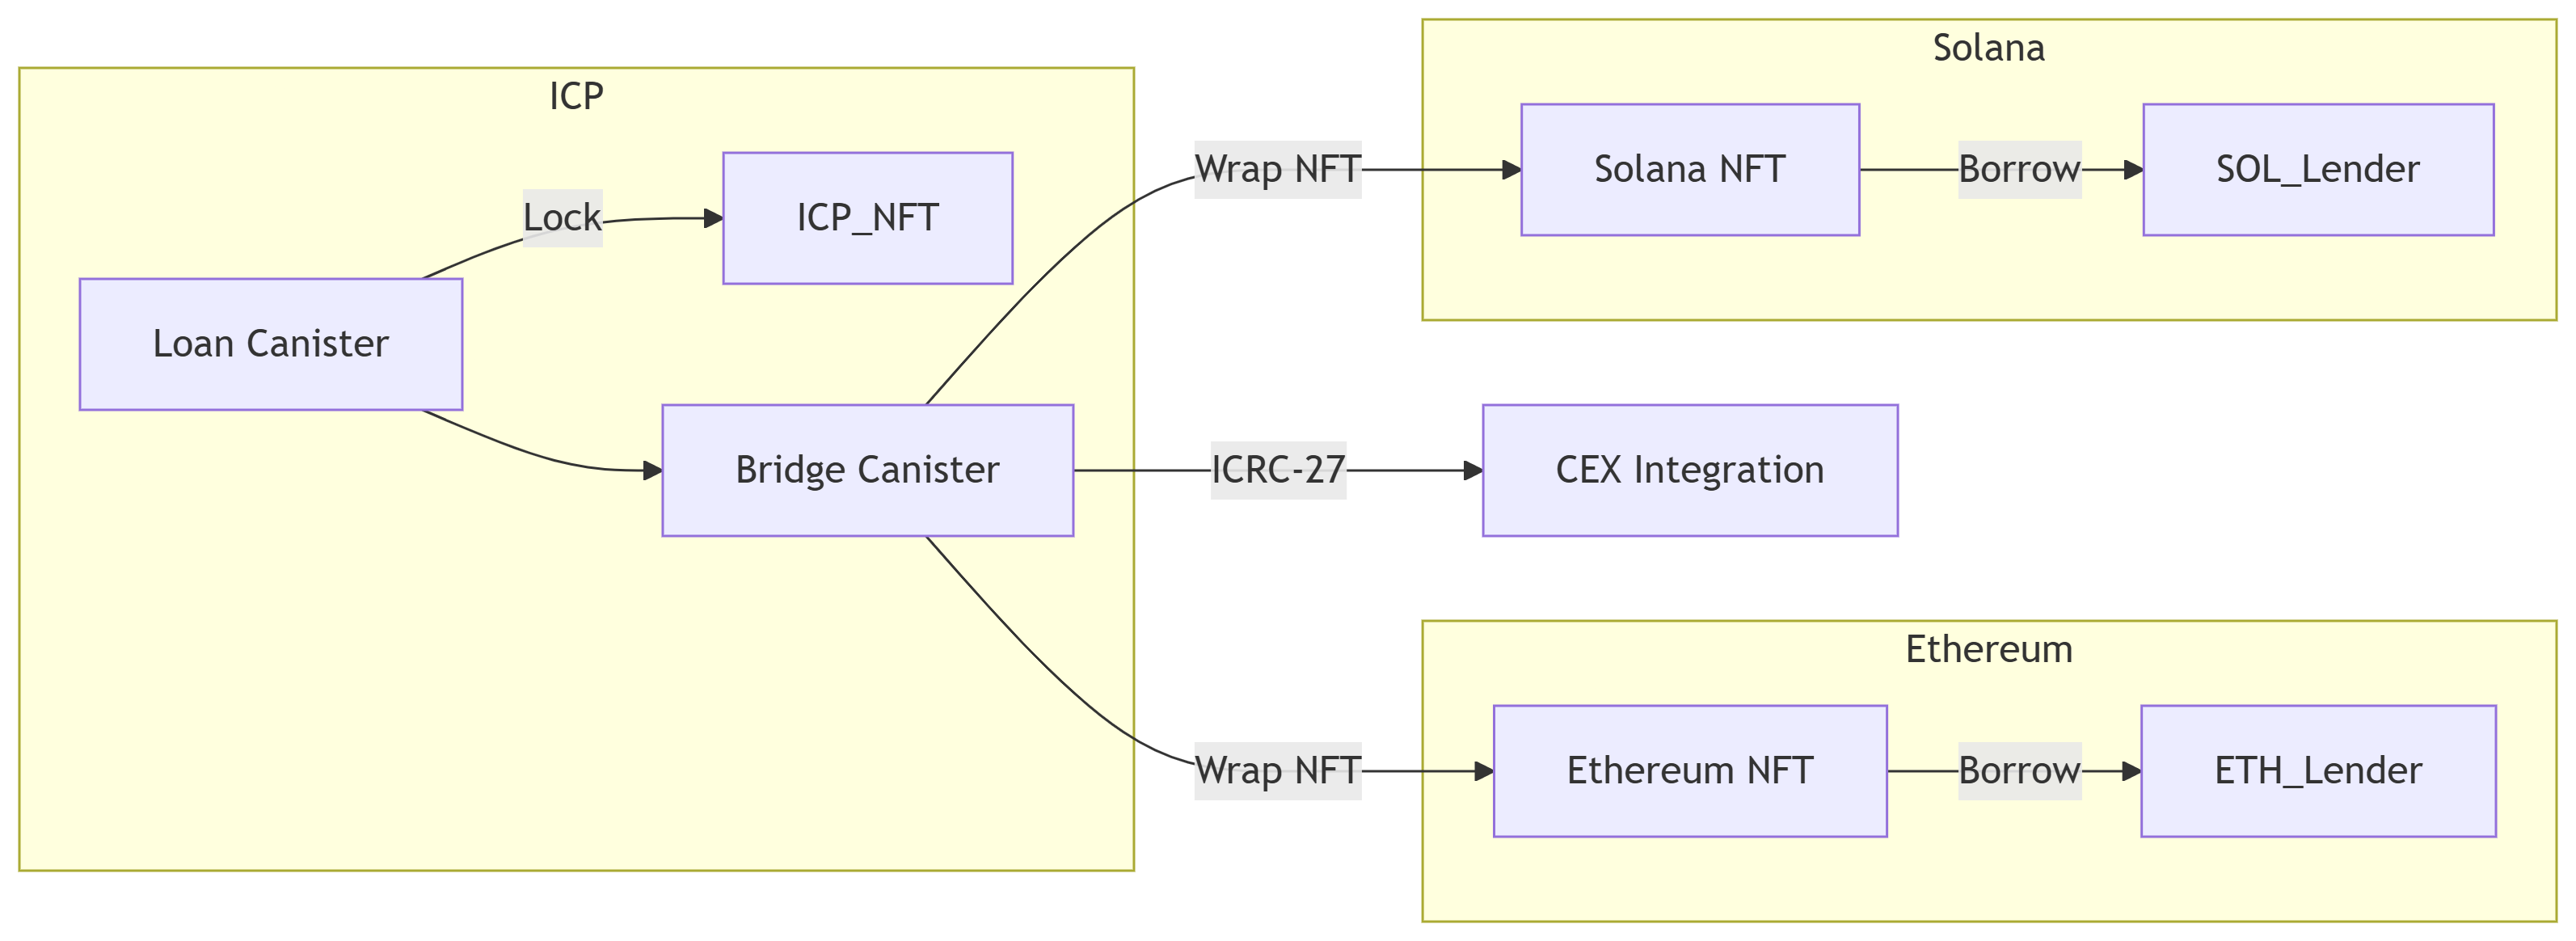 ICP
Loan Canister
Lock
ICP_NFT
Bridge Canister
Wrap NFT
ICRC-27
Wrap NFT
Solana
Solana NFT
Borrow
SOL_Lender
CEX Integration
Ethereum
Ethereum NFT
Borrow
ETH_Lender